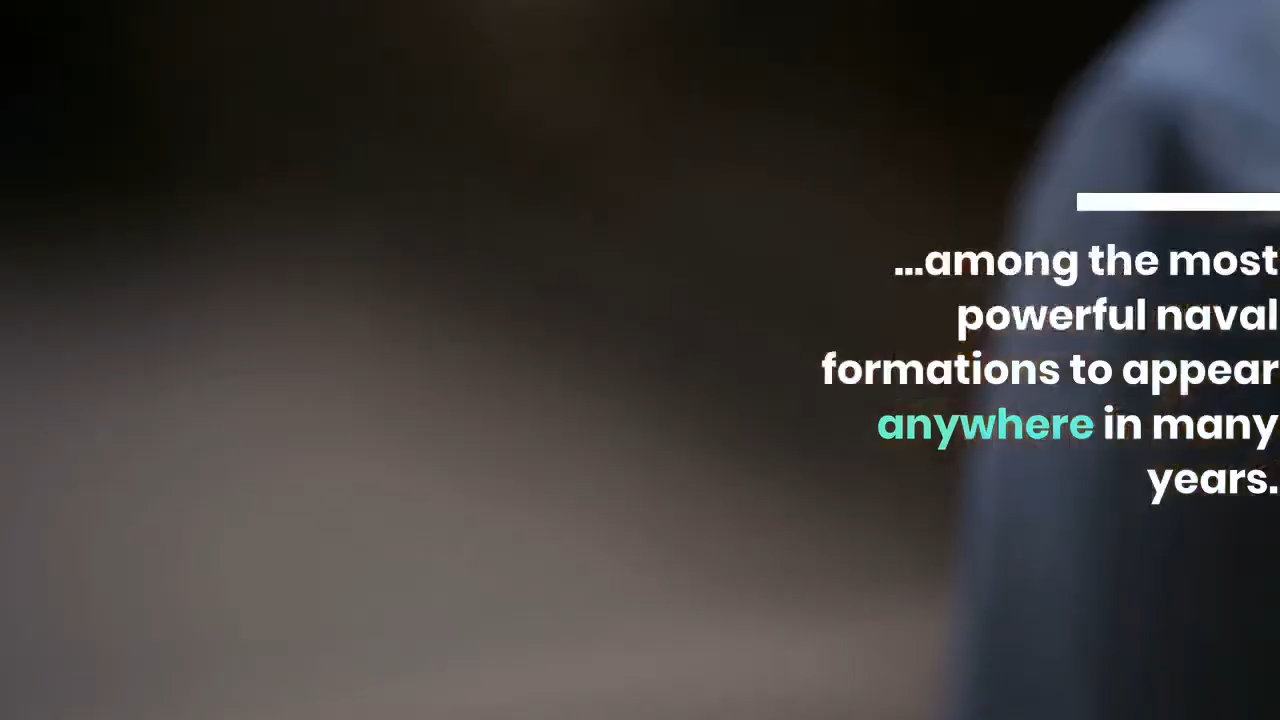 ...among the most
powerful naval
formations to appear
anywhere in many
years.